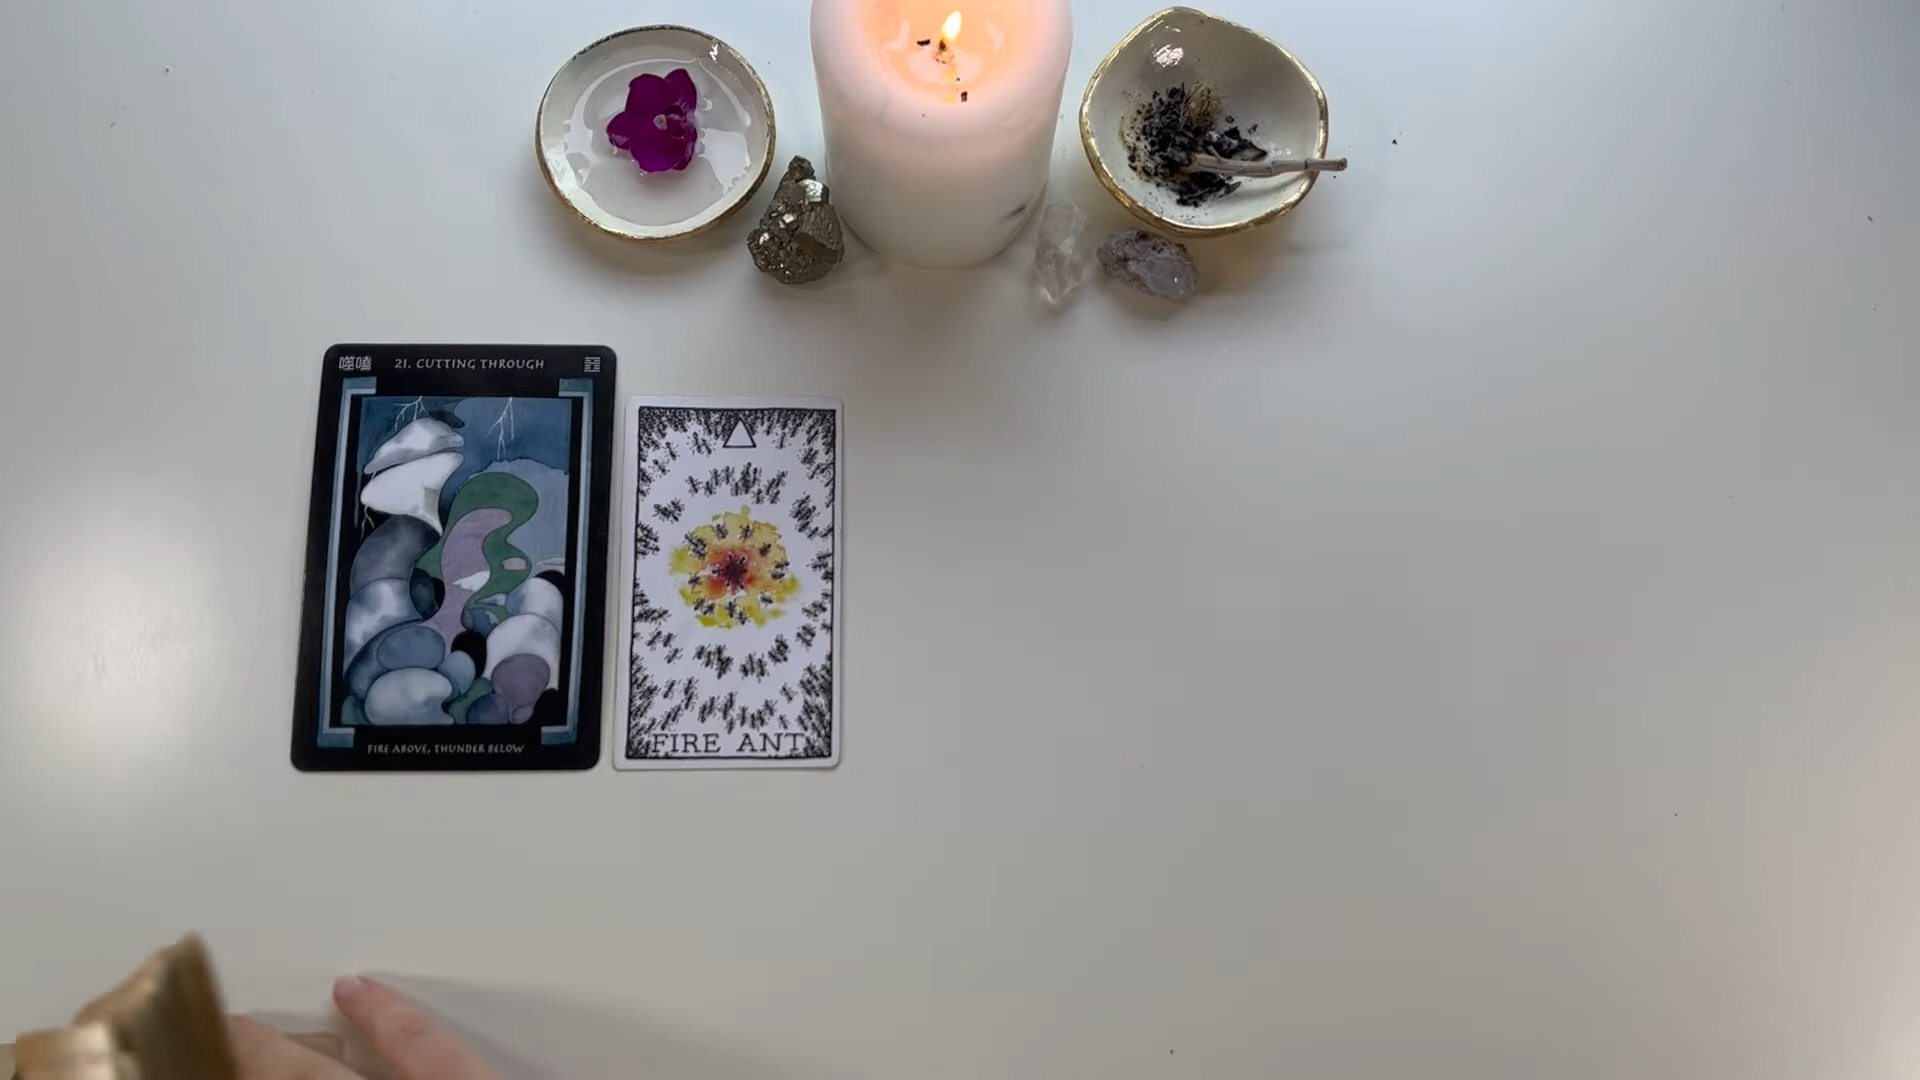 噬嗑 21. CUTTING THROUGH
FIRE ABOVE, THUNDER BELOW
FIRE ANT